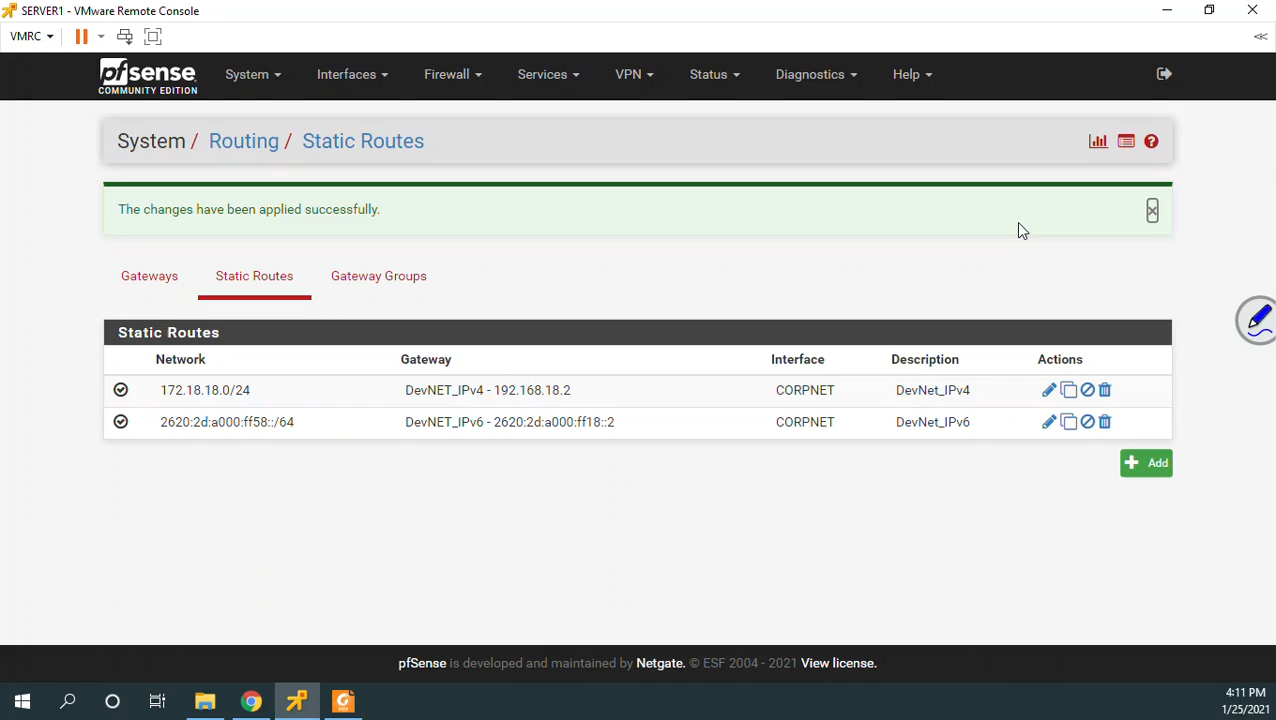 SERVER1 - VMware Remote Console
VMRC
pfsense
COMMUNITY EDITION
System Interfaces Firewall Services VPN Status Diagnostics Help
System / Routing / Static Routes
The changes have been applied successfully.
Gateways Static Routes Gateway Groups
Static Routes
Network Gateway Interface Description Actions
172.18.18.0/24 DevNET_IPv4 - 192.168.18.2 CORPNET DevNet_IPv4
2620:2d:a000:ff58::/64 DevNET_IPv6 - 2620:2d:a000:ff18::2 CORPNET DevNet_IPv6
Add
pfSense is developed and maintained by Netgate. © ESF 2004 - 2021 View license.
4:11 PM
1/25/2021